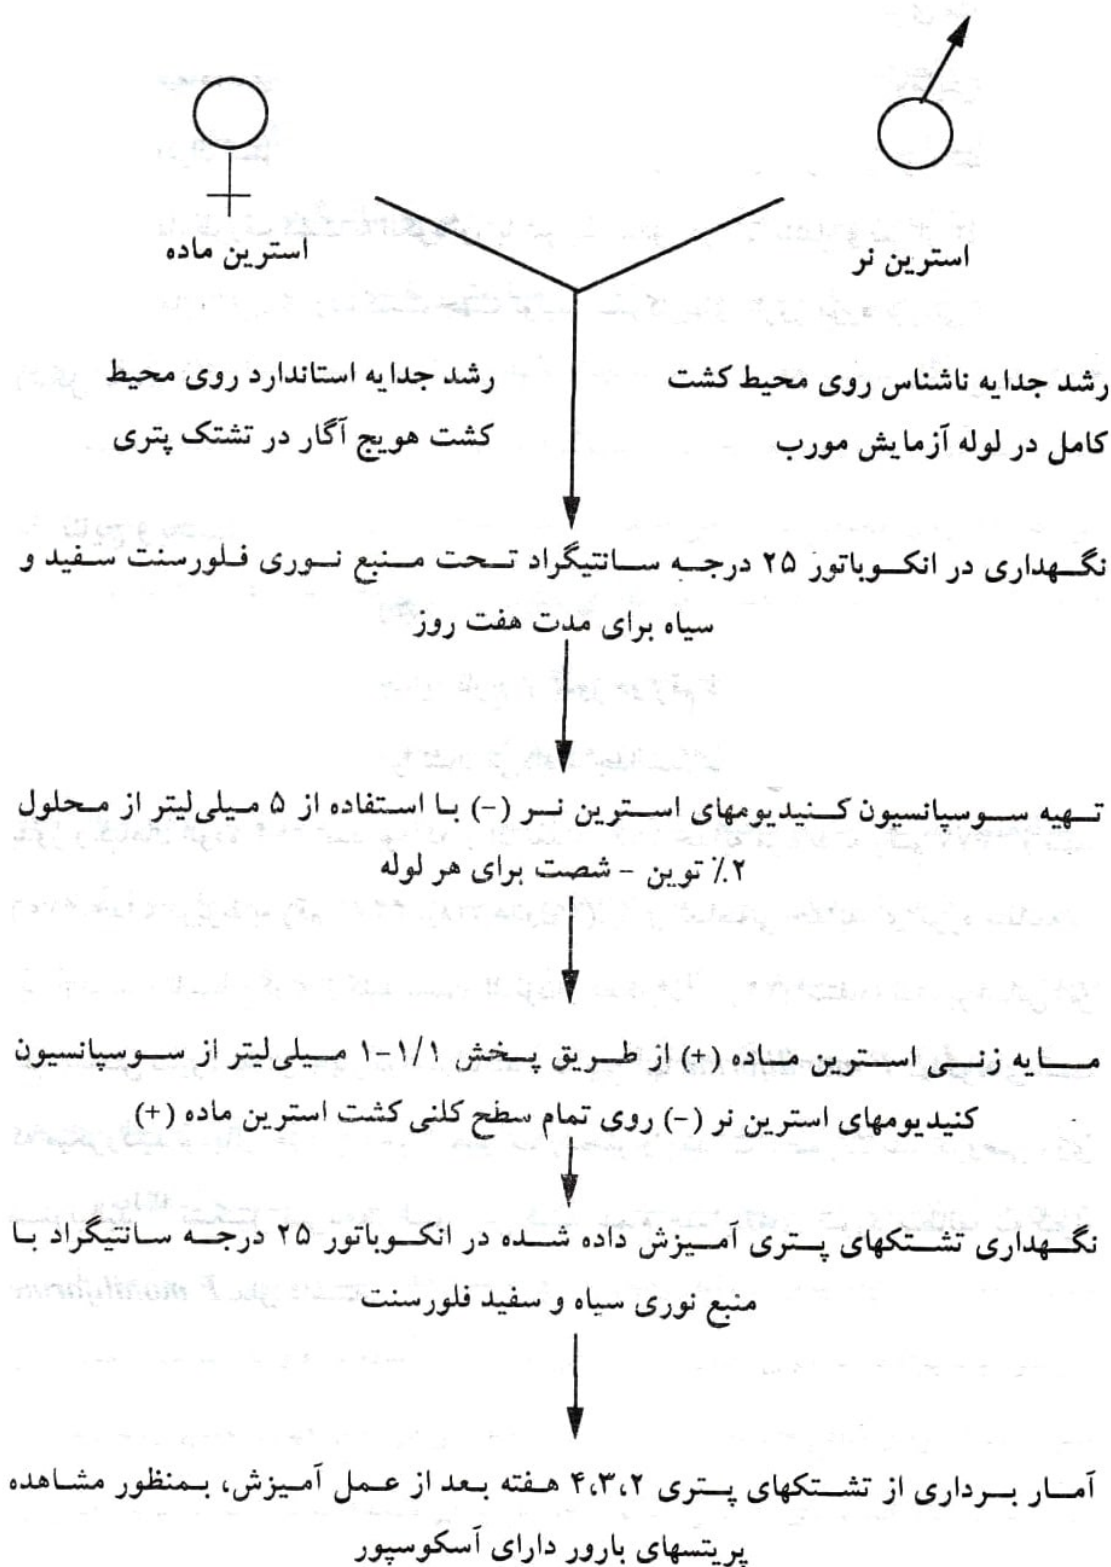 استرین نر
استرین ماده
رشد جدایه ناشناس روی محیط کشت
کامل در لوله آزمایش مورب
رشد جدایه استاندارد روی محیط
کشت هویج آگار در تشتک پتری
نگهداری در انکوباتور ۲۵ درجه سانتیگراد تحت منبع نوری فلورسنت سفید و
سیاه برای مدت هفت روز
تهیه سوسپانسیون کنیدیومهای استرین نر (-) با استفاده از ۵ میلی‌لیتر از محلول
۲٪ توین - شصت برای هر لوله
مایه زنی استرین ماده (+) از طریق پخش ۱/۱-۱ میلی‌لیتر از سوسپانسیون
کنیدیومهای استرین نر (-) روی تمام سطح کلنی کشت استرین ماده (+)
نگهداری تشتکهای پتری آمیزش داده شده در انکوباتور ۲۵ درجه سانتیگراد با
منبع نوری سیاه و سفید فلورسنت
آمار برداری از تشتکهای پتری ۴،۳،۲ هفته بعد از عمل آمیزش، بمنظور مشاهده
پریتسهای بارور دارای آسکوسپور